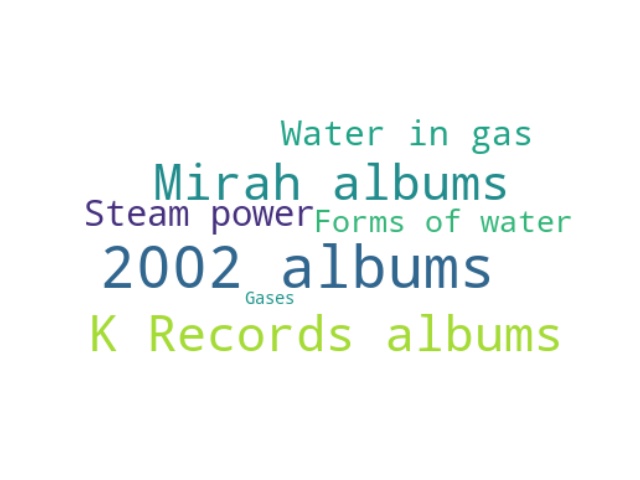 Water in gas
Mirah albums
Steam power
Forms of water
2002 albums
Gases
K Records albums